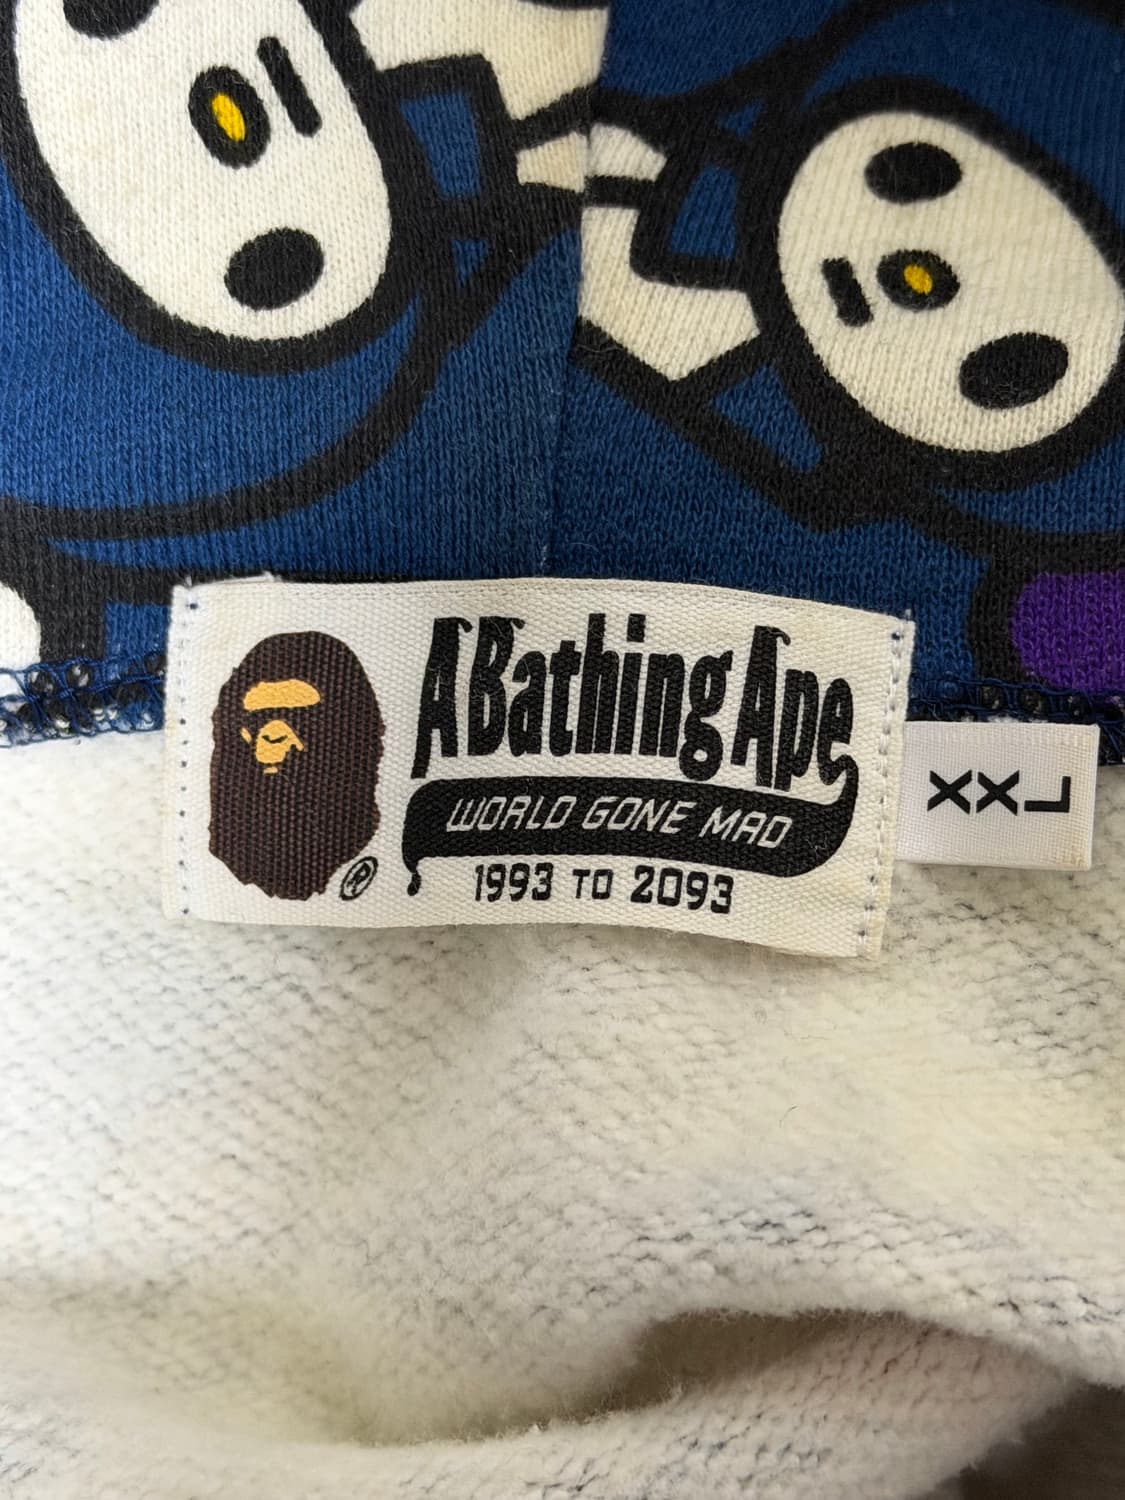 A Bathing Ape
WORLD GONE MAD
1993 TO 2093
®
XXL